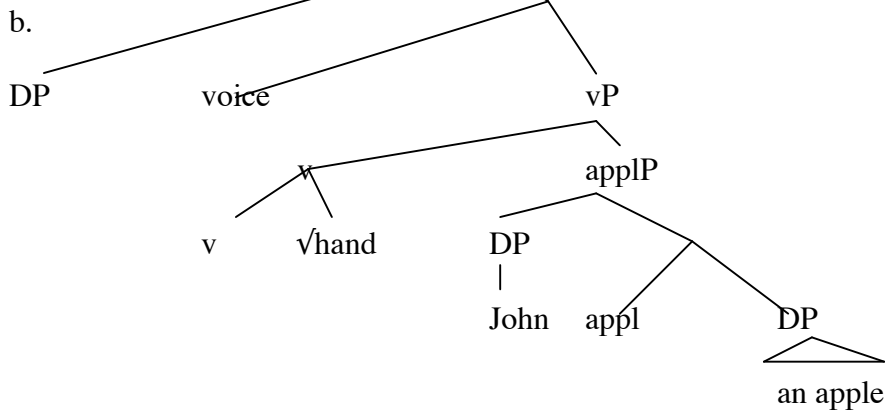 b.
DP voice vP
v applP
v √hand DP
John appl DP
an apple